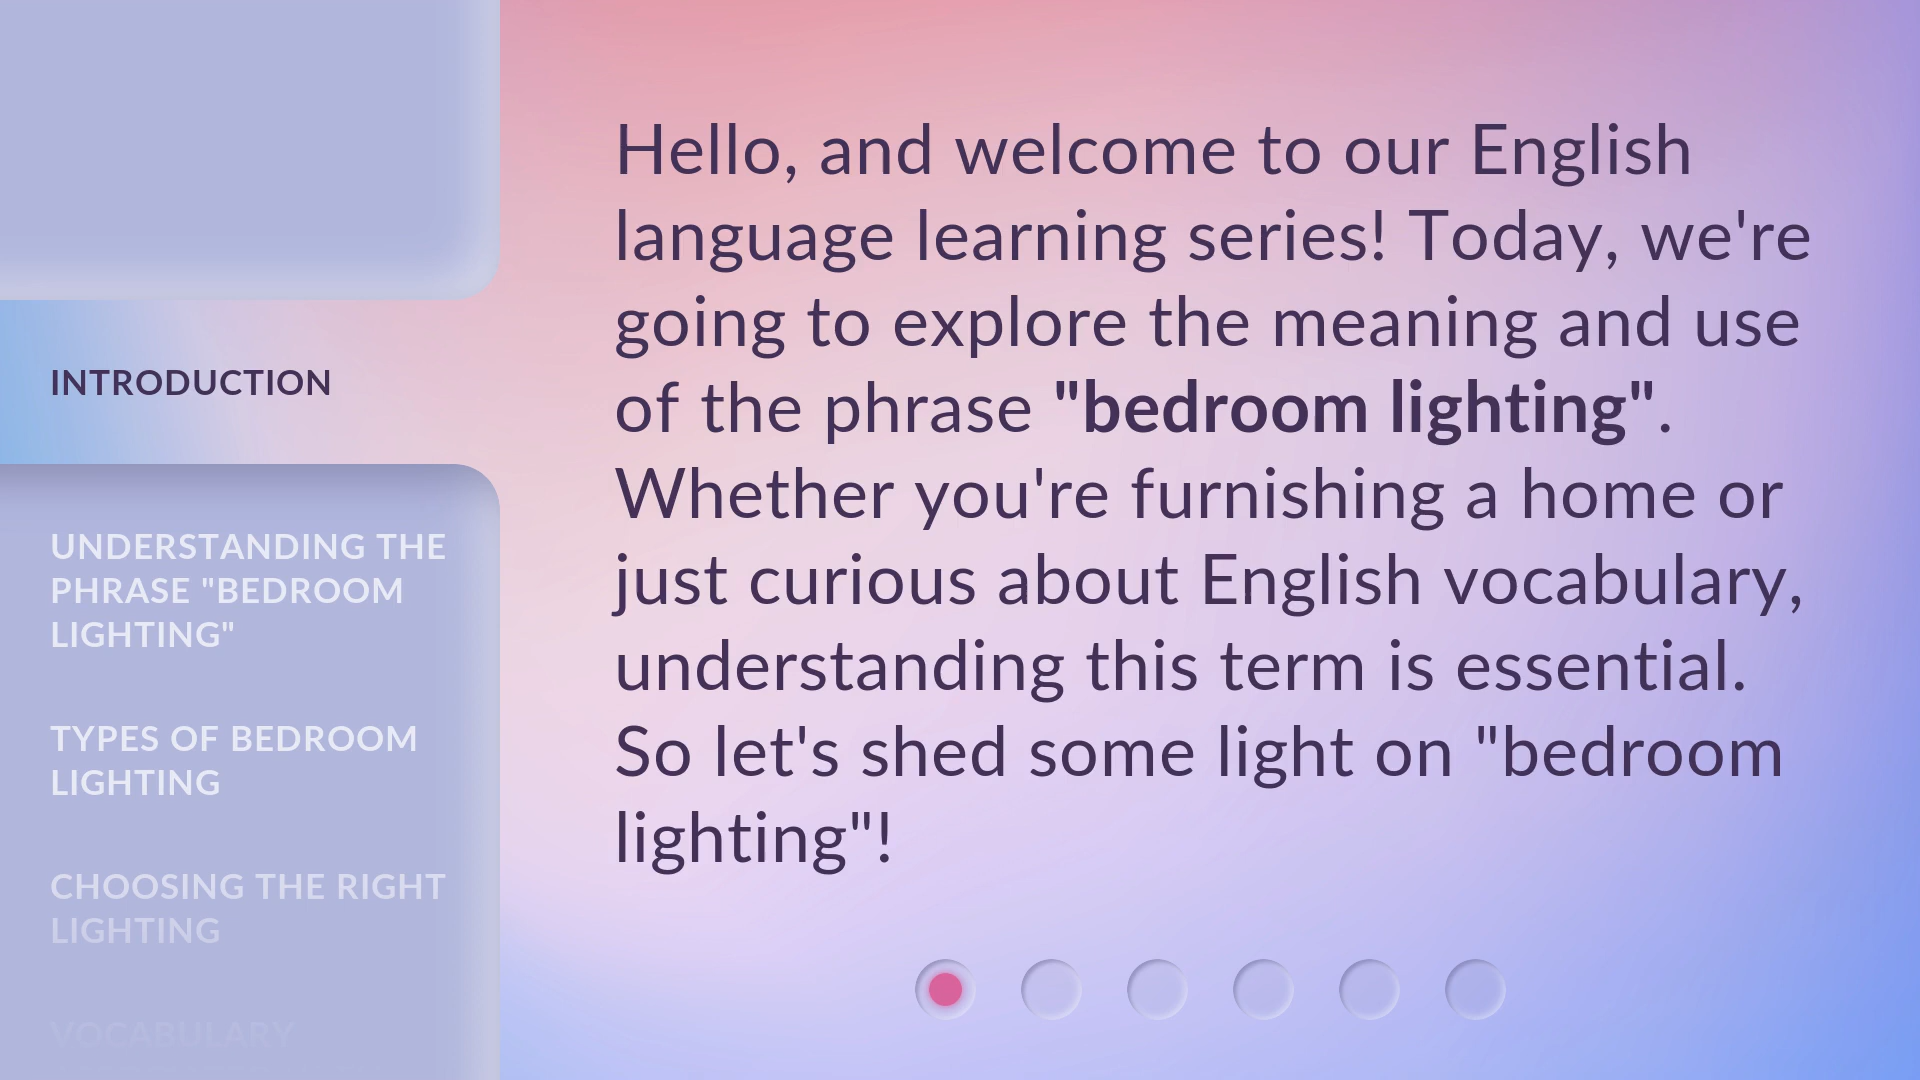 INTRODUCTION
UNDERSTANDING THE
PHRASE "BEDROOM
LIGHTING"
TYPES OF BEDROOM
LIGHTING
CHOOSING THE RIGHT
LIGHTING
VOCABULARY
Hello, and welcome to our English
language learning series! Today, we're
going to explore the meaning and use
of the phrase "bedroom lighting".
Whether you're furnishing a home or
just curious about English vocabulary,
understanding this term is essential.
So let's shed some light on "bedroom
lighting"!